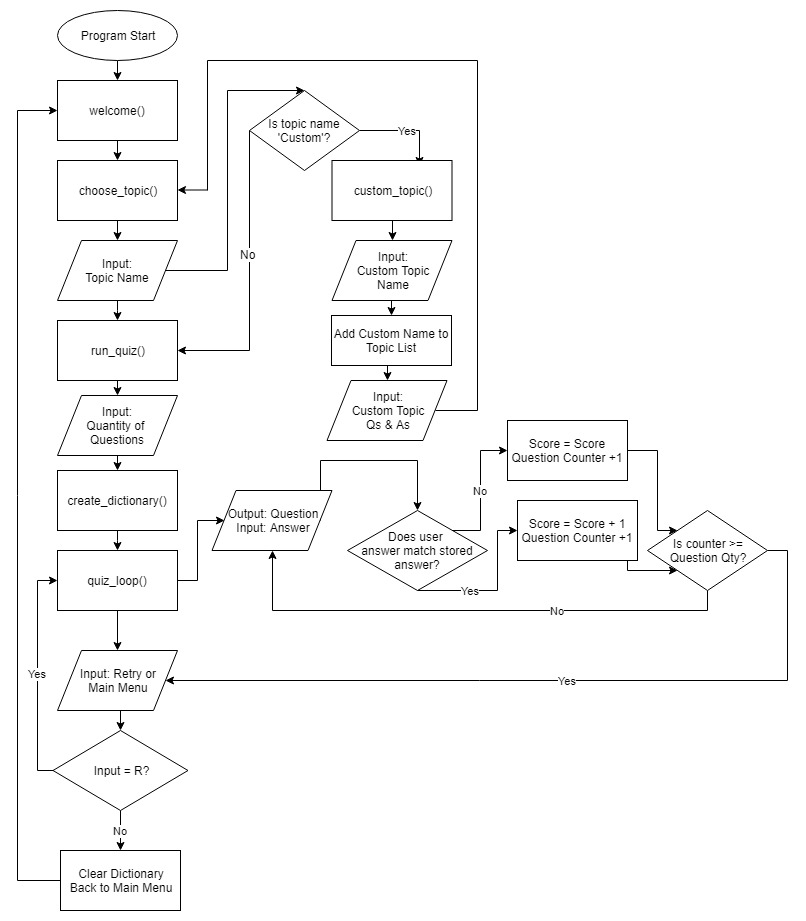 Program Start
welcome()
Is topic name
'Custom'?
Yes
choose_topic()
custom_topic()
No
Input:
Topic Name
Input:
Custom Topic
Name
run_quiz()
Add Custom Name to
Topic List
Input:
Quantity of
Questions
Input:
Custom Topic
Qs & As
Score = Score
Question Counter +1
create_dictionary()
No
Output: Question
Input: Answer
Does user
answer match stored
answer?
Score = Score + 1
Question Counter +1
Is counter >=
Question Qty?
quiz_loop()
Yes
No
Yes
Input: Retry or
Main Menu
Yes
Input = R?
No
Clear Dictionary
Back to Main Menu